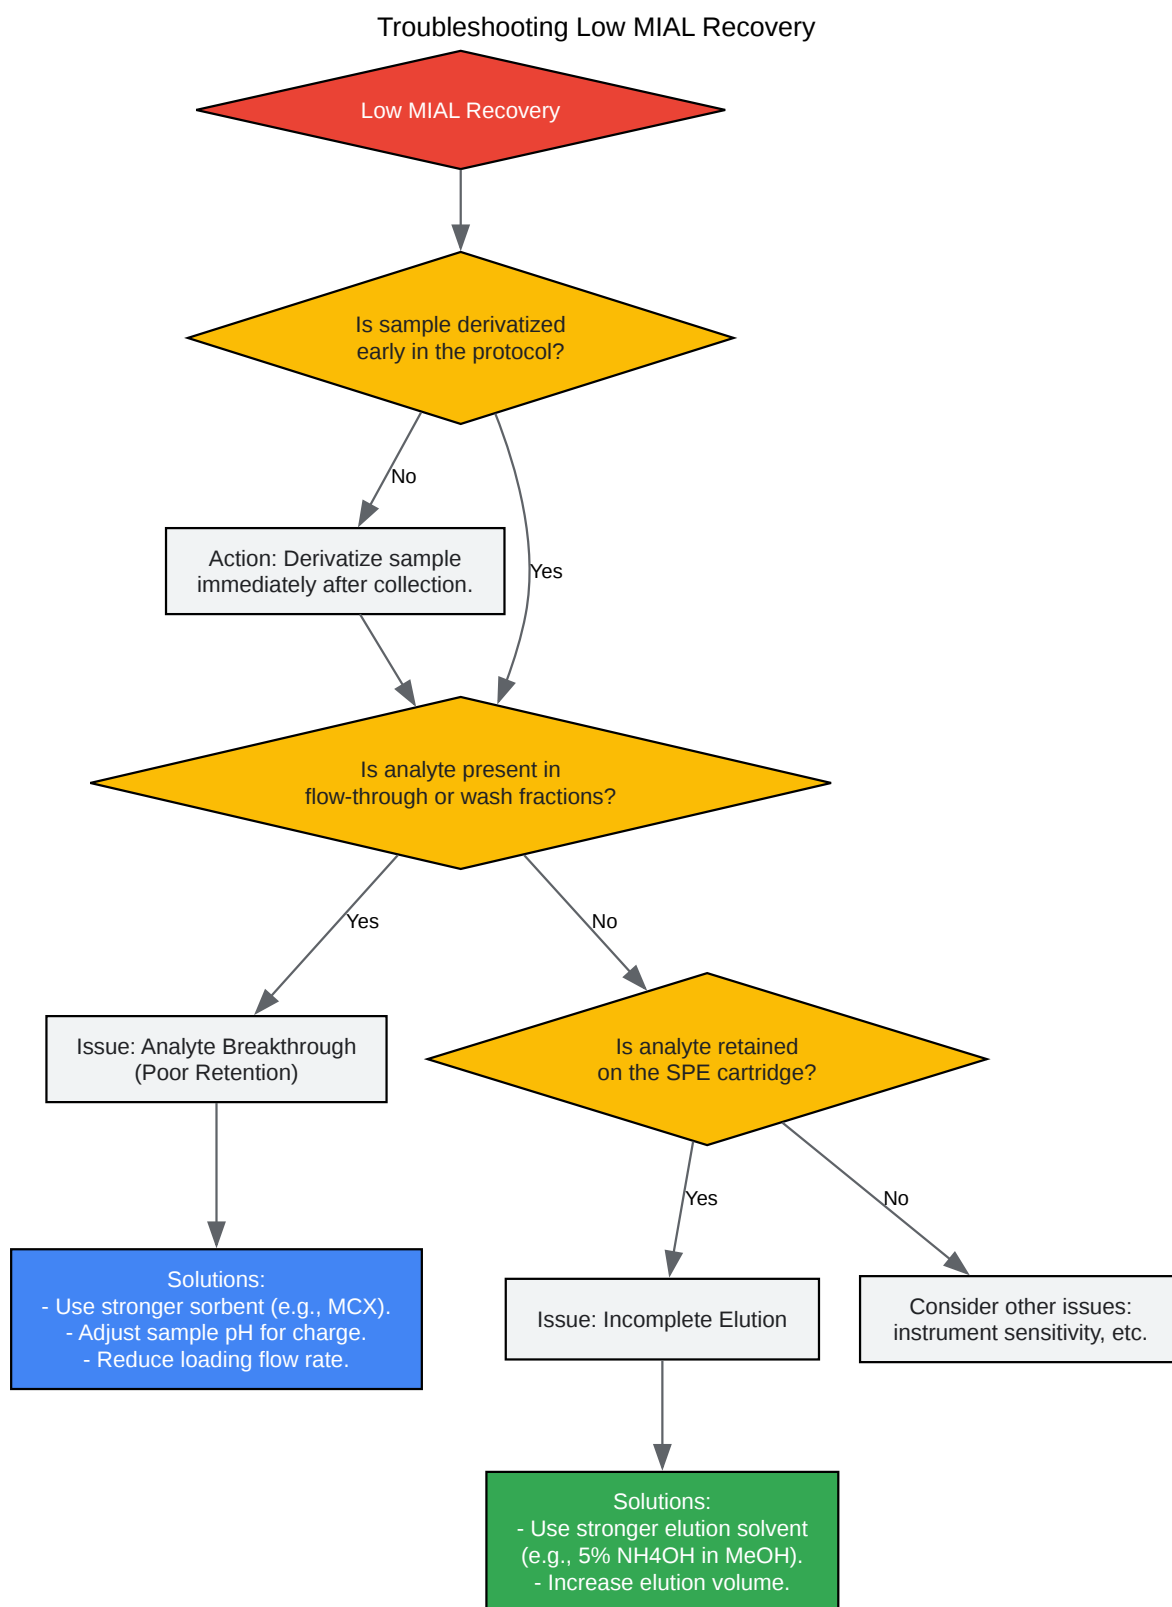 Troubleshooting Low MIAL Recovery
Low MIAL Recovery
Is sample derivatized
early in the protocol?
No
Yes
Action: Derivatize sample
immediately after collection.
Is analyte present in
flow-through or wash fractions?
Yes
No
Issue: Analyte Breakthrough
(Poor Retention)
Is analyte retained
on the SPE cartridge?
Yes
No
Solutions:
- Use stronger sorbent (e.g., MCX).
- Adjust sample pH for charge.
- Reduce loading flow rate.
Issue: Incomplete Elution
Consider other issues:
instrument sensitivity, etc.
Solutions:
- Use stronger elution solvent
(e.g., 5% NH4OH in MeOH).
- Increase elution volume.